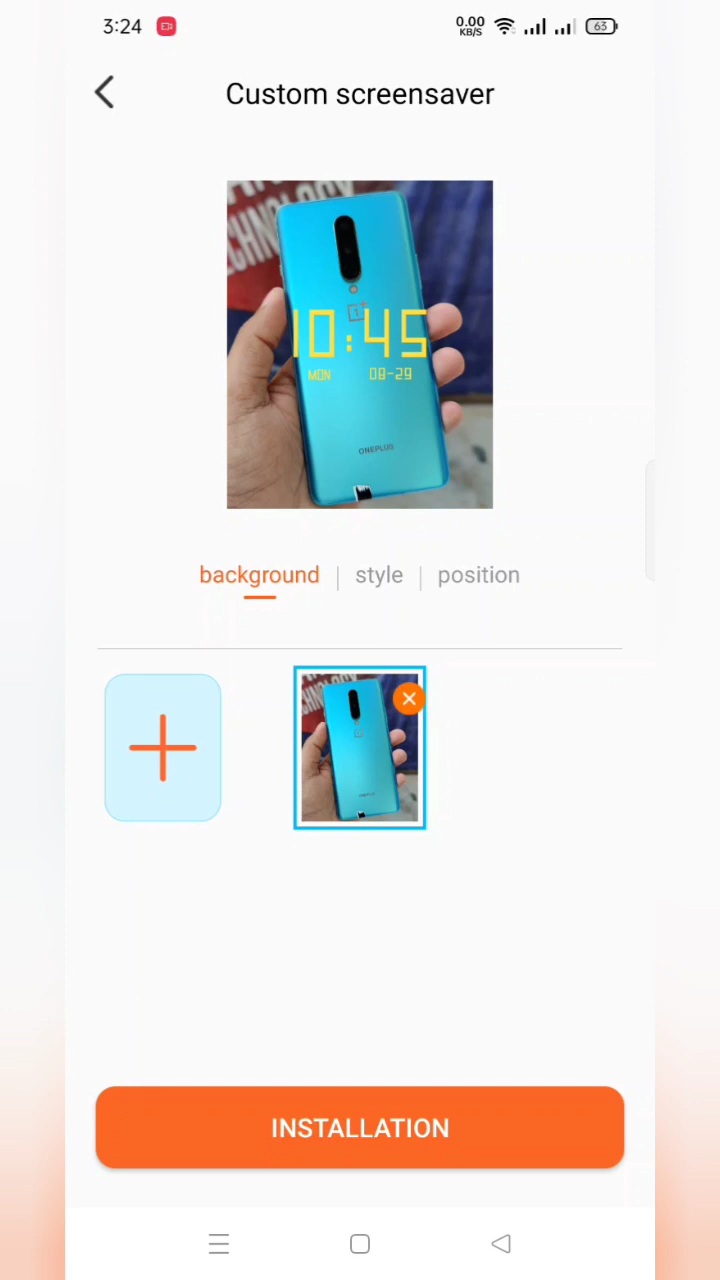 3:24
0.00
KB/S
63
Custom screensaver
10:45
MON 08-29
ONEPLUS
background | style | position
INSTALLATION